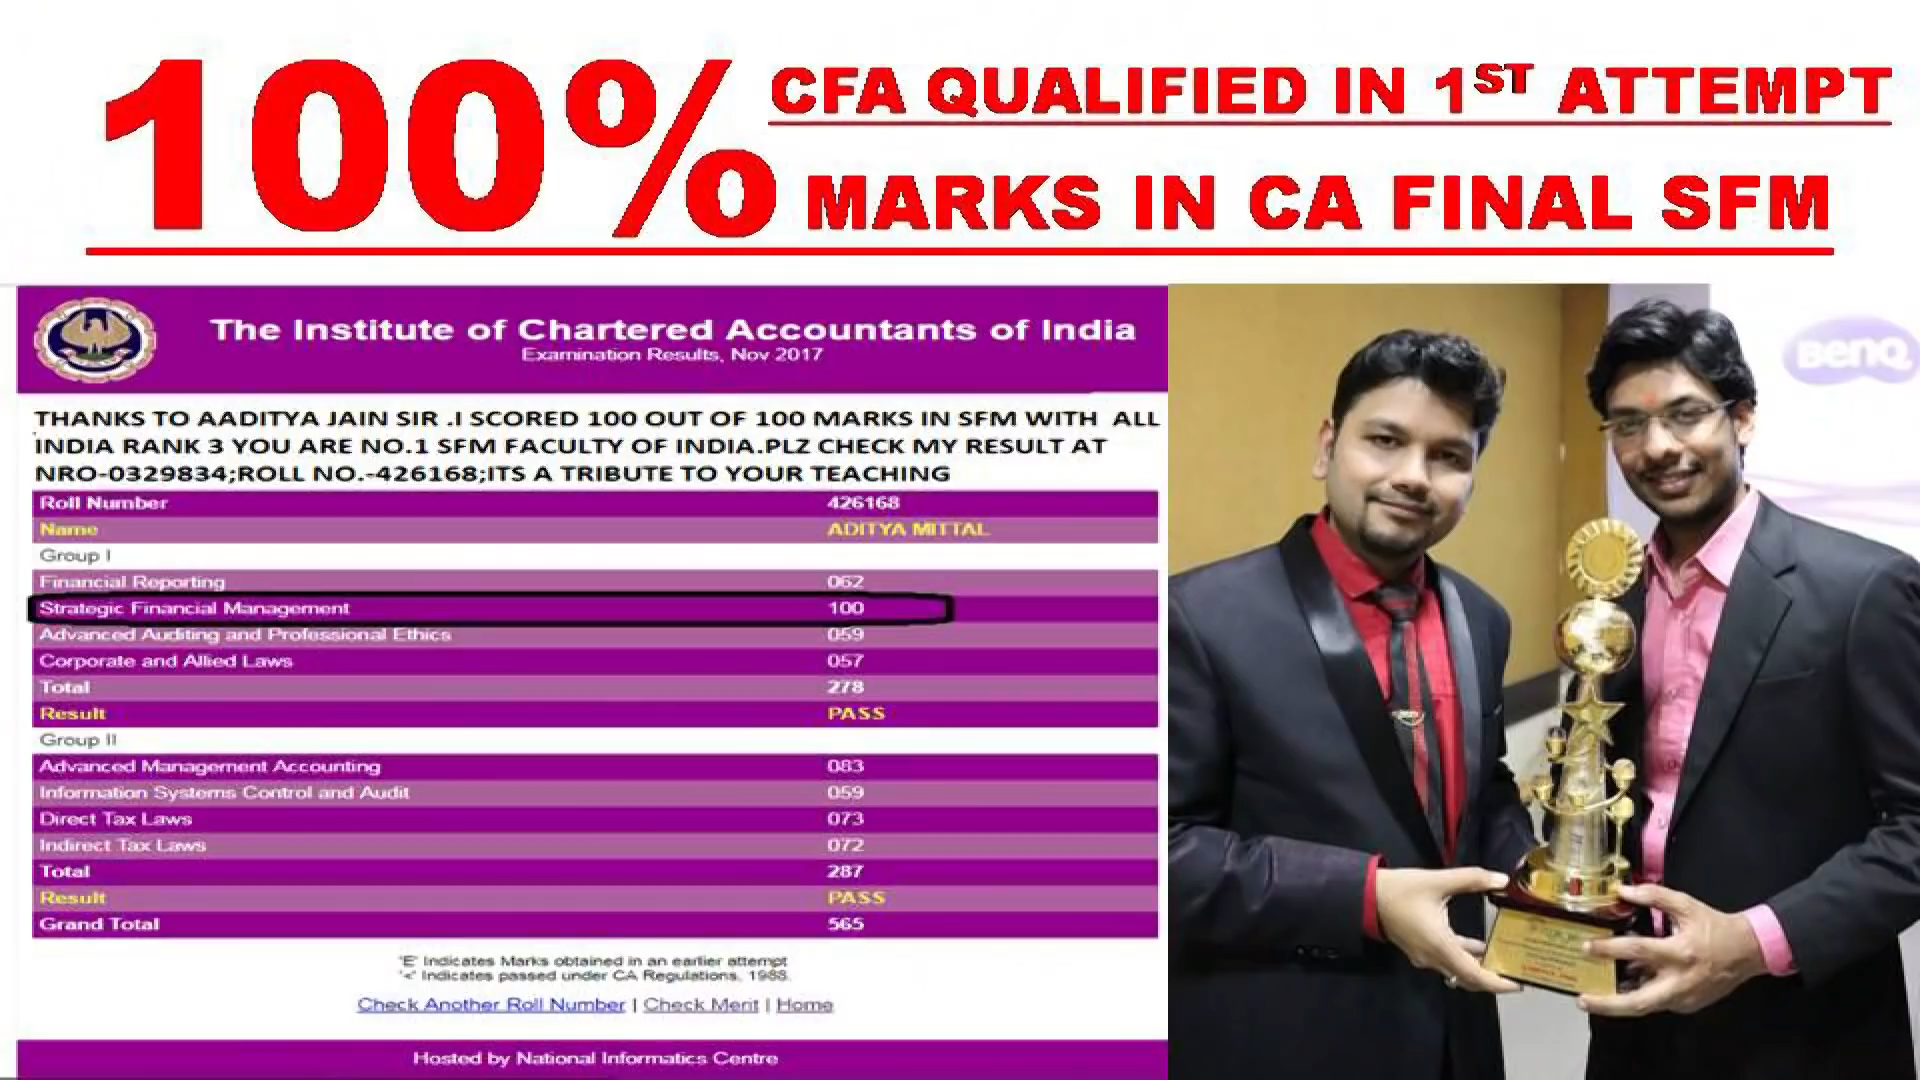 100% CFA QUALIFIED IN 1ST ATTEMPT
MARKS IN CA FINAL SFM
The Institute of Chartered Accountants of India
Examination Results, Nov 2017
THANKS TO AADITYA JAIN SIR .I SCORED 100 OUT OF 100 MARKS IN SFM WITH ALL
INDIA RANK 3 YOU ARE NO.1 SFM FACULTY OF INDIA.PLZ CHECK MY RESULT AT
NRO-0329834;ROLL NO.-426168;ITS A TRIBUTE TO YOUR TEACHING
Roll Number 426168
Name ADITYA MITTAL
Group I
Financial Reporting 062
Strategic Financial Management 100
Advanced Auditing and Professional Ethics 059
Corporate and Allied Laws 057
Total 278
Result PASS
Group II
Advanced Management Accounting 083
Information Systems Control and Audit 059
Direct Tax Laws 073
Indirect Tax Laws 072
Total 287
Result PASS
Grand Total 565
'E' Indicates Marks obtained in an earlier attempt
'<' Indicates passed under CA Regulations, 1988.
Check Another Roll Number | Check Merit | Home
Hosted by National Informatics Centre
BenQ